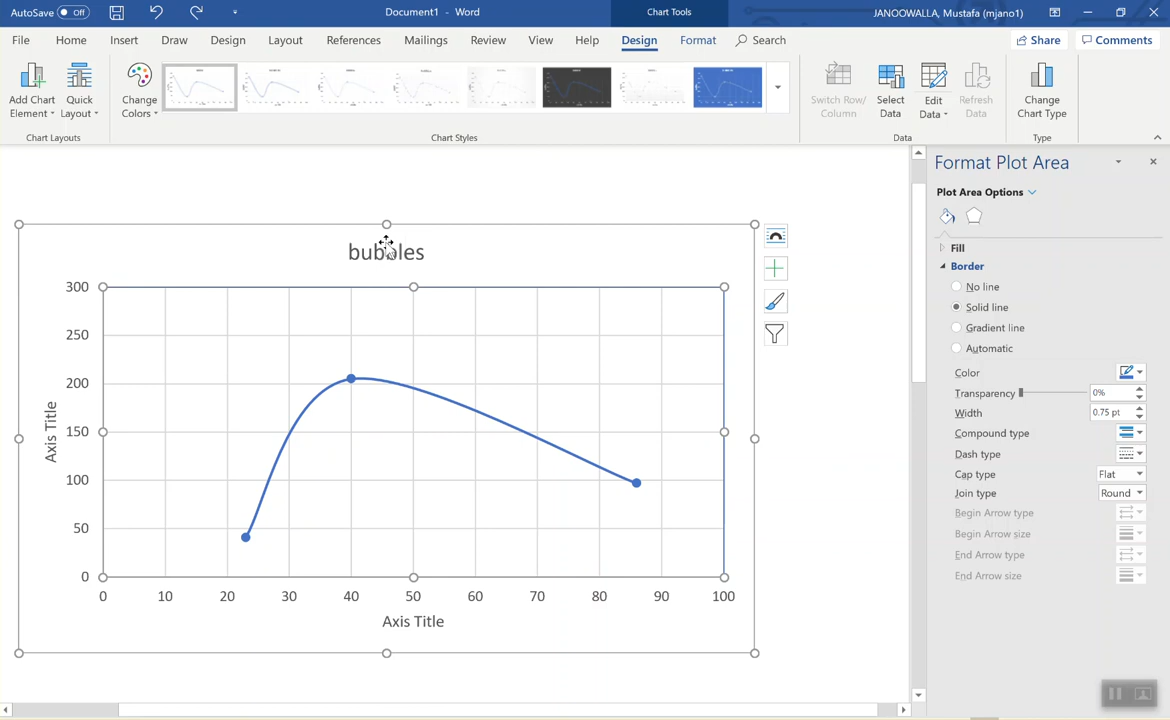 AutoSave Off Document1 - Word Chart Tools JANOOWALLA, Mustafa (mjano1)
File Home Insert Draw Design Layout References Mailings Review View Help Design Format Search Share Comments
Add Chart Element
Quick Layout
Change Colors
Switch Row/ Column
Select Data
Edit Data
Refresh Data
Change Chart Type
Chart Layouts Chart Styles Data Type
Format Plot Area
Plot Area Options
Fill
Border
No line
Solid line
Gradient line
Automatic
Color
Transparency 0%
Width 0.75 pt
Compound type
Dash type
Cap type Flat
Join type Round
Begin Arrow type
Begin Arrow size
End Arrow type
End Arrow size
bubbles
300
250
200
150
100
50
0
Axis Title
0 10 20 30 40 50 60 70 80 90 100
Axis Title